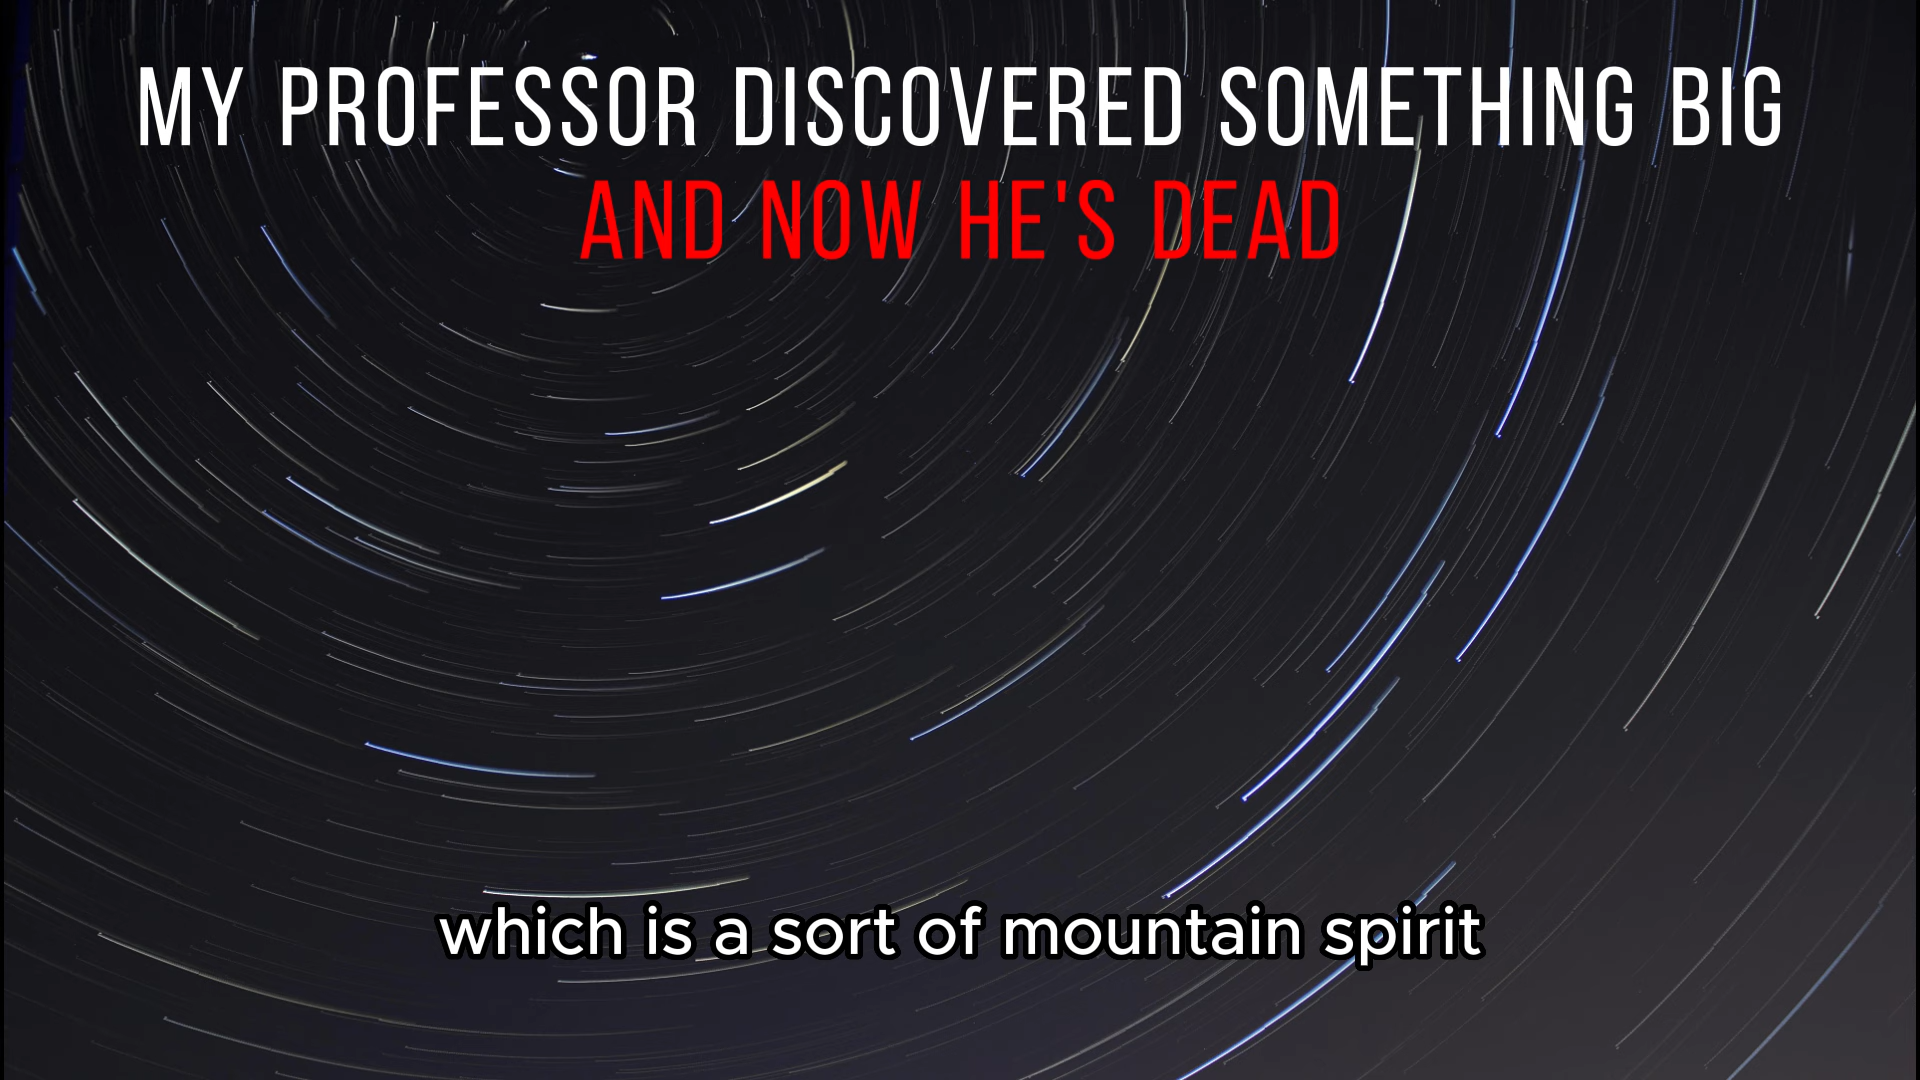 MY PROFESSOR DISCOVERED SOMETHING BIG
AND NOW HE'S DEAD
which is a sort of mountain spirit